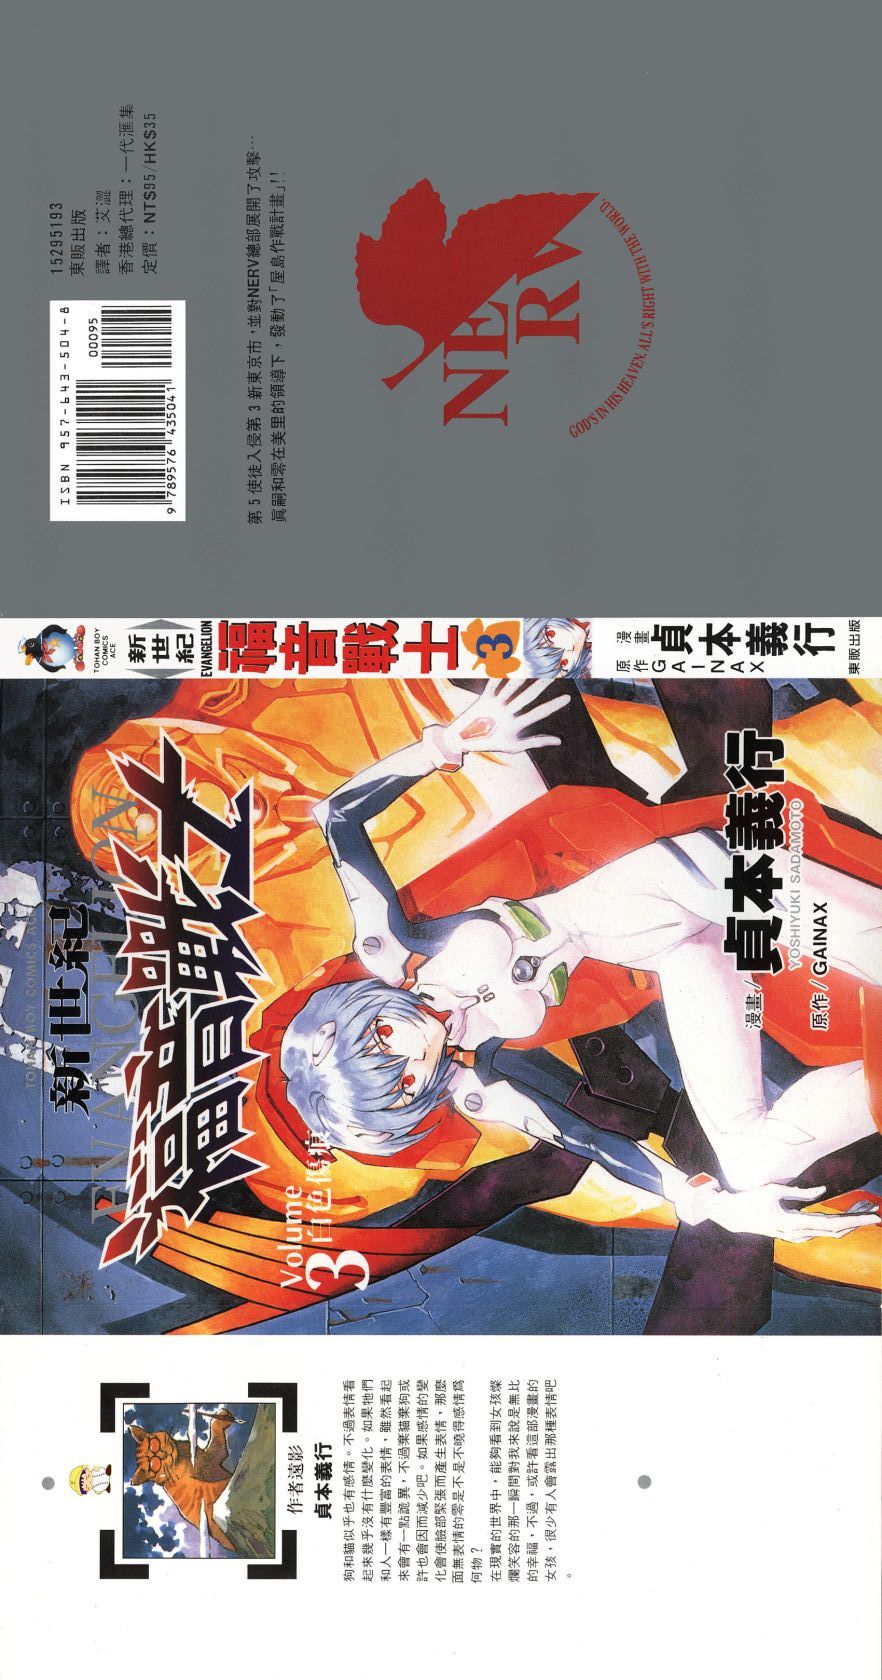 15295193
東販出版
譯者：艾澀
香港總代理：一代滙集
定價：NT$95/HK$35
ISBN 957-643-504-8
00095
9 789576 435041
第5使徒入侵第3新東京市，並對NERV總部展開了攻擊…
眞嗣和零在美里的領導下，發動了「屋島作戰計畫」!!
NERV
GOD'S IN HIS HEAVEN. ALL'S RIGHT WITH THE WORLD.
TOHAN BOY
COMICS
ACE
新世紀
EVANGELION
福音戰士
3
漫畫
貞本義行
原作
GAINAX
東販出版
TOHAN BOY COMICS ACE
新世紀
EVANGELION
福音戰士
Volume
3
白色傷痕
漫畫/貞本義行
YOSHIYUKI SADAMOTO
原作/GAINAX
作者遠影
貞本義行
狗和貓似乎也有感情。不過表情看
起來幾乎沒有什麼變化。如果牠們
和人一樣有豐富的表情，雖然看起
來會有一點詭異，不過棄貓棄狗或
許也會因而減少吧。如果感情的變
化會使臉部緊張而產生表情，那麼
面無表情的零是不是不曉得感情爲
何物？
在現實的世界中，能夠看到女孩燦
爛笑容的那一瞬間對我來說是無比
的幸福，不過，或許看這部漫畫的
女孩，很少有人會露出那種表情吧
。